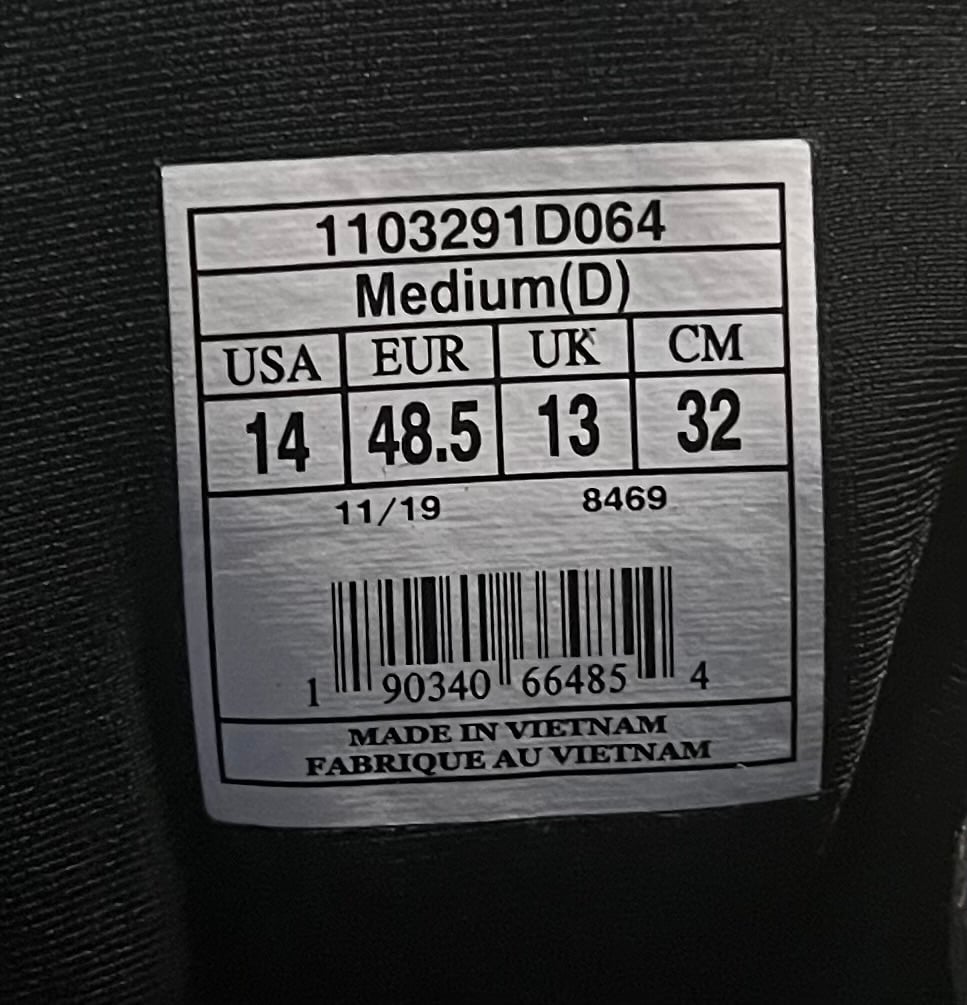 1103291D064
Medium(D)
USA EUR UK CM
14 48.5 13 32
11/19 8469
1 90340 66485 4
MADE IN VIETNAM
FABRIQUE AU VIETNAM